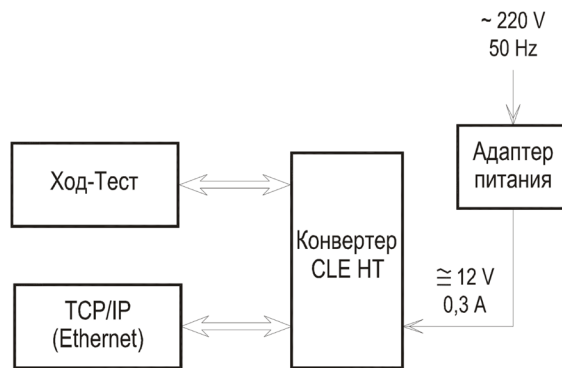 ~ 220 V
50 Hz
Адаптер
питания
Ход-Тест
Конвертер
CLE HT
≅ 12 V
0,3 A
TCP/IP
(Ethernet)